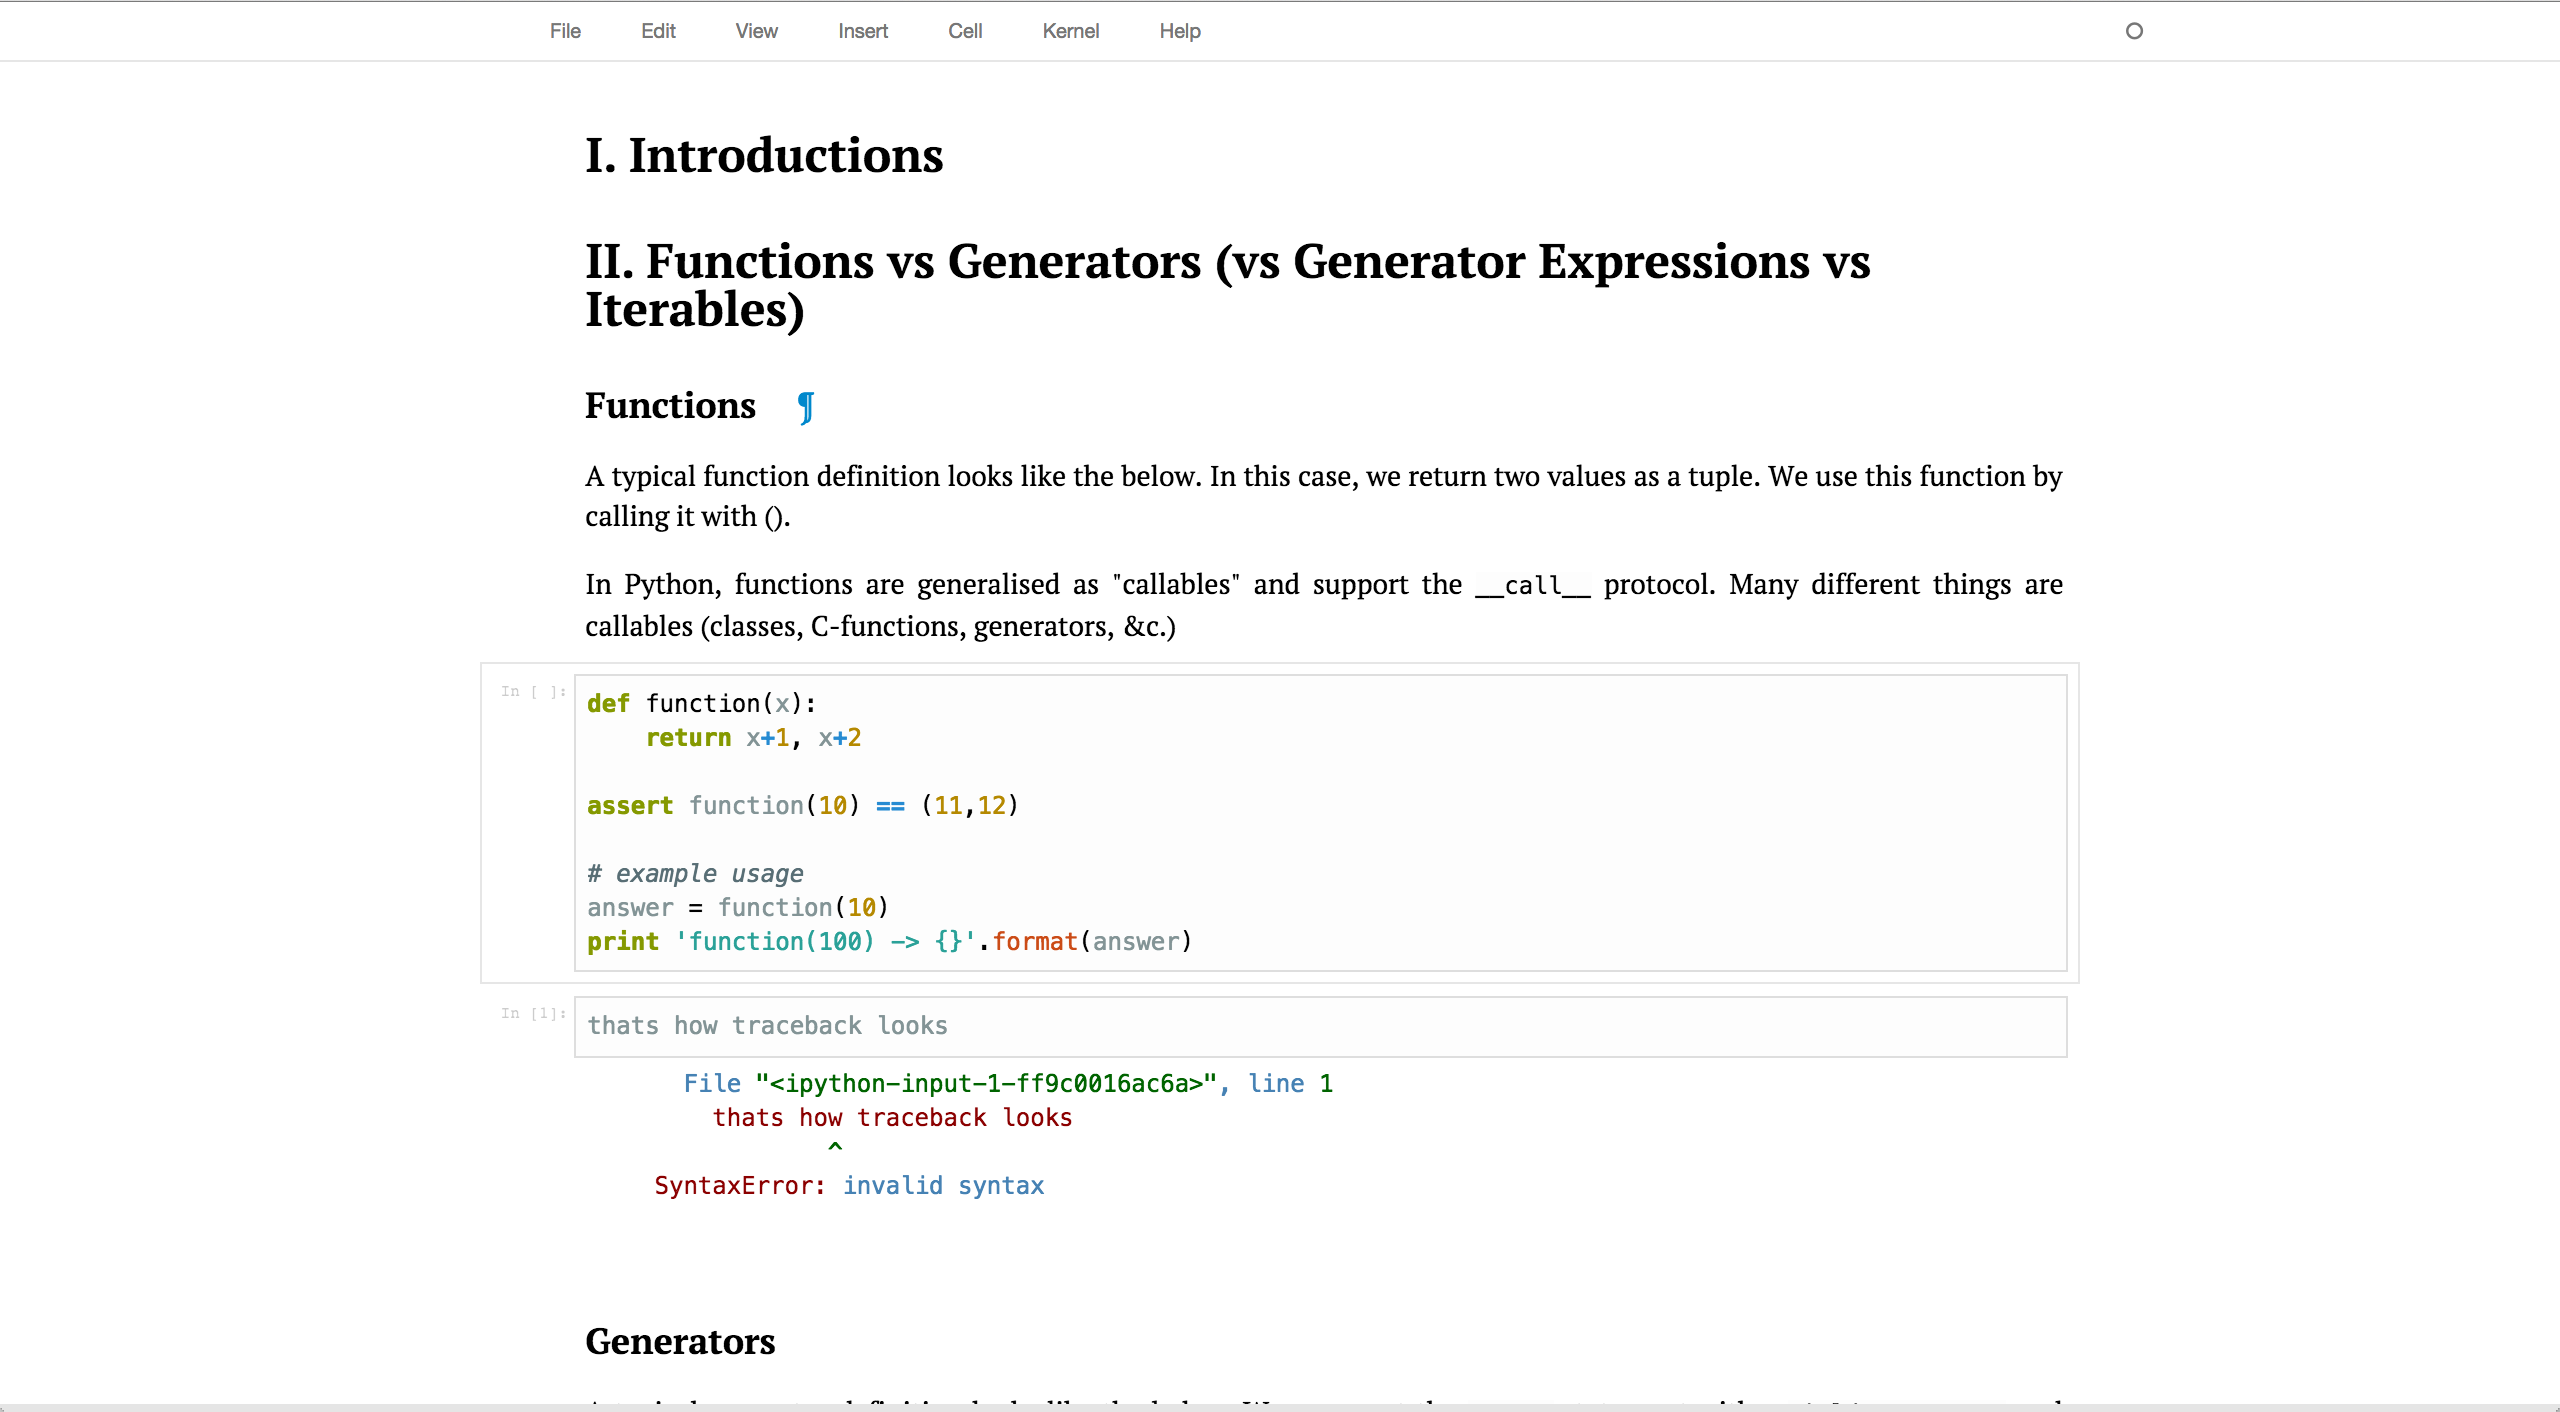 File Edit View Insert Cell Kernel Help
I. Introductions
II. Functions vs Generators (vs Generator Expressions vs
Iterables)
Functions ¶
A typical function definition looks like the below. In this case, we return two values as a tuple. We use this function by
calling it with ().
In Python, functions are generalised as "callables" and support the __call__ protocol. Many different things are
callables (classes, C-functions, generators, &c.)
In [ ]:
def function(x):
    return x+1, x+2
assert function(10) == (11,12)
# example usage
answer = function(10)
print 'function(100) -> {}'.format(answer)
In [1]:
thats how traceback looks
File "<ipython-input-1-ff9c0016ac6a>", line 1
thats how traceback looks
^
SyntaxError: invalid syntax
Generators